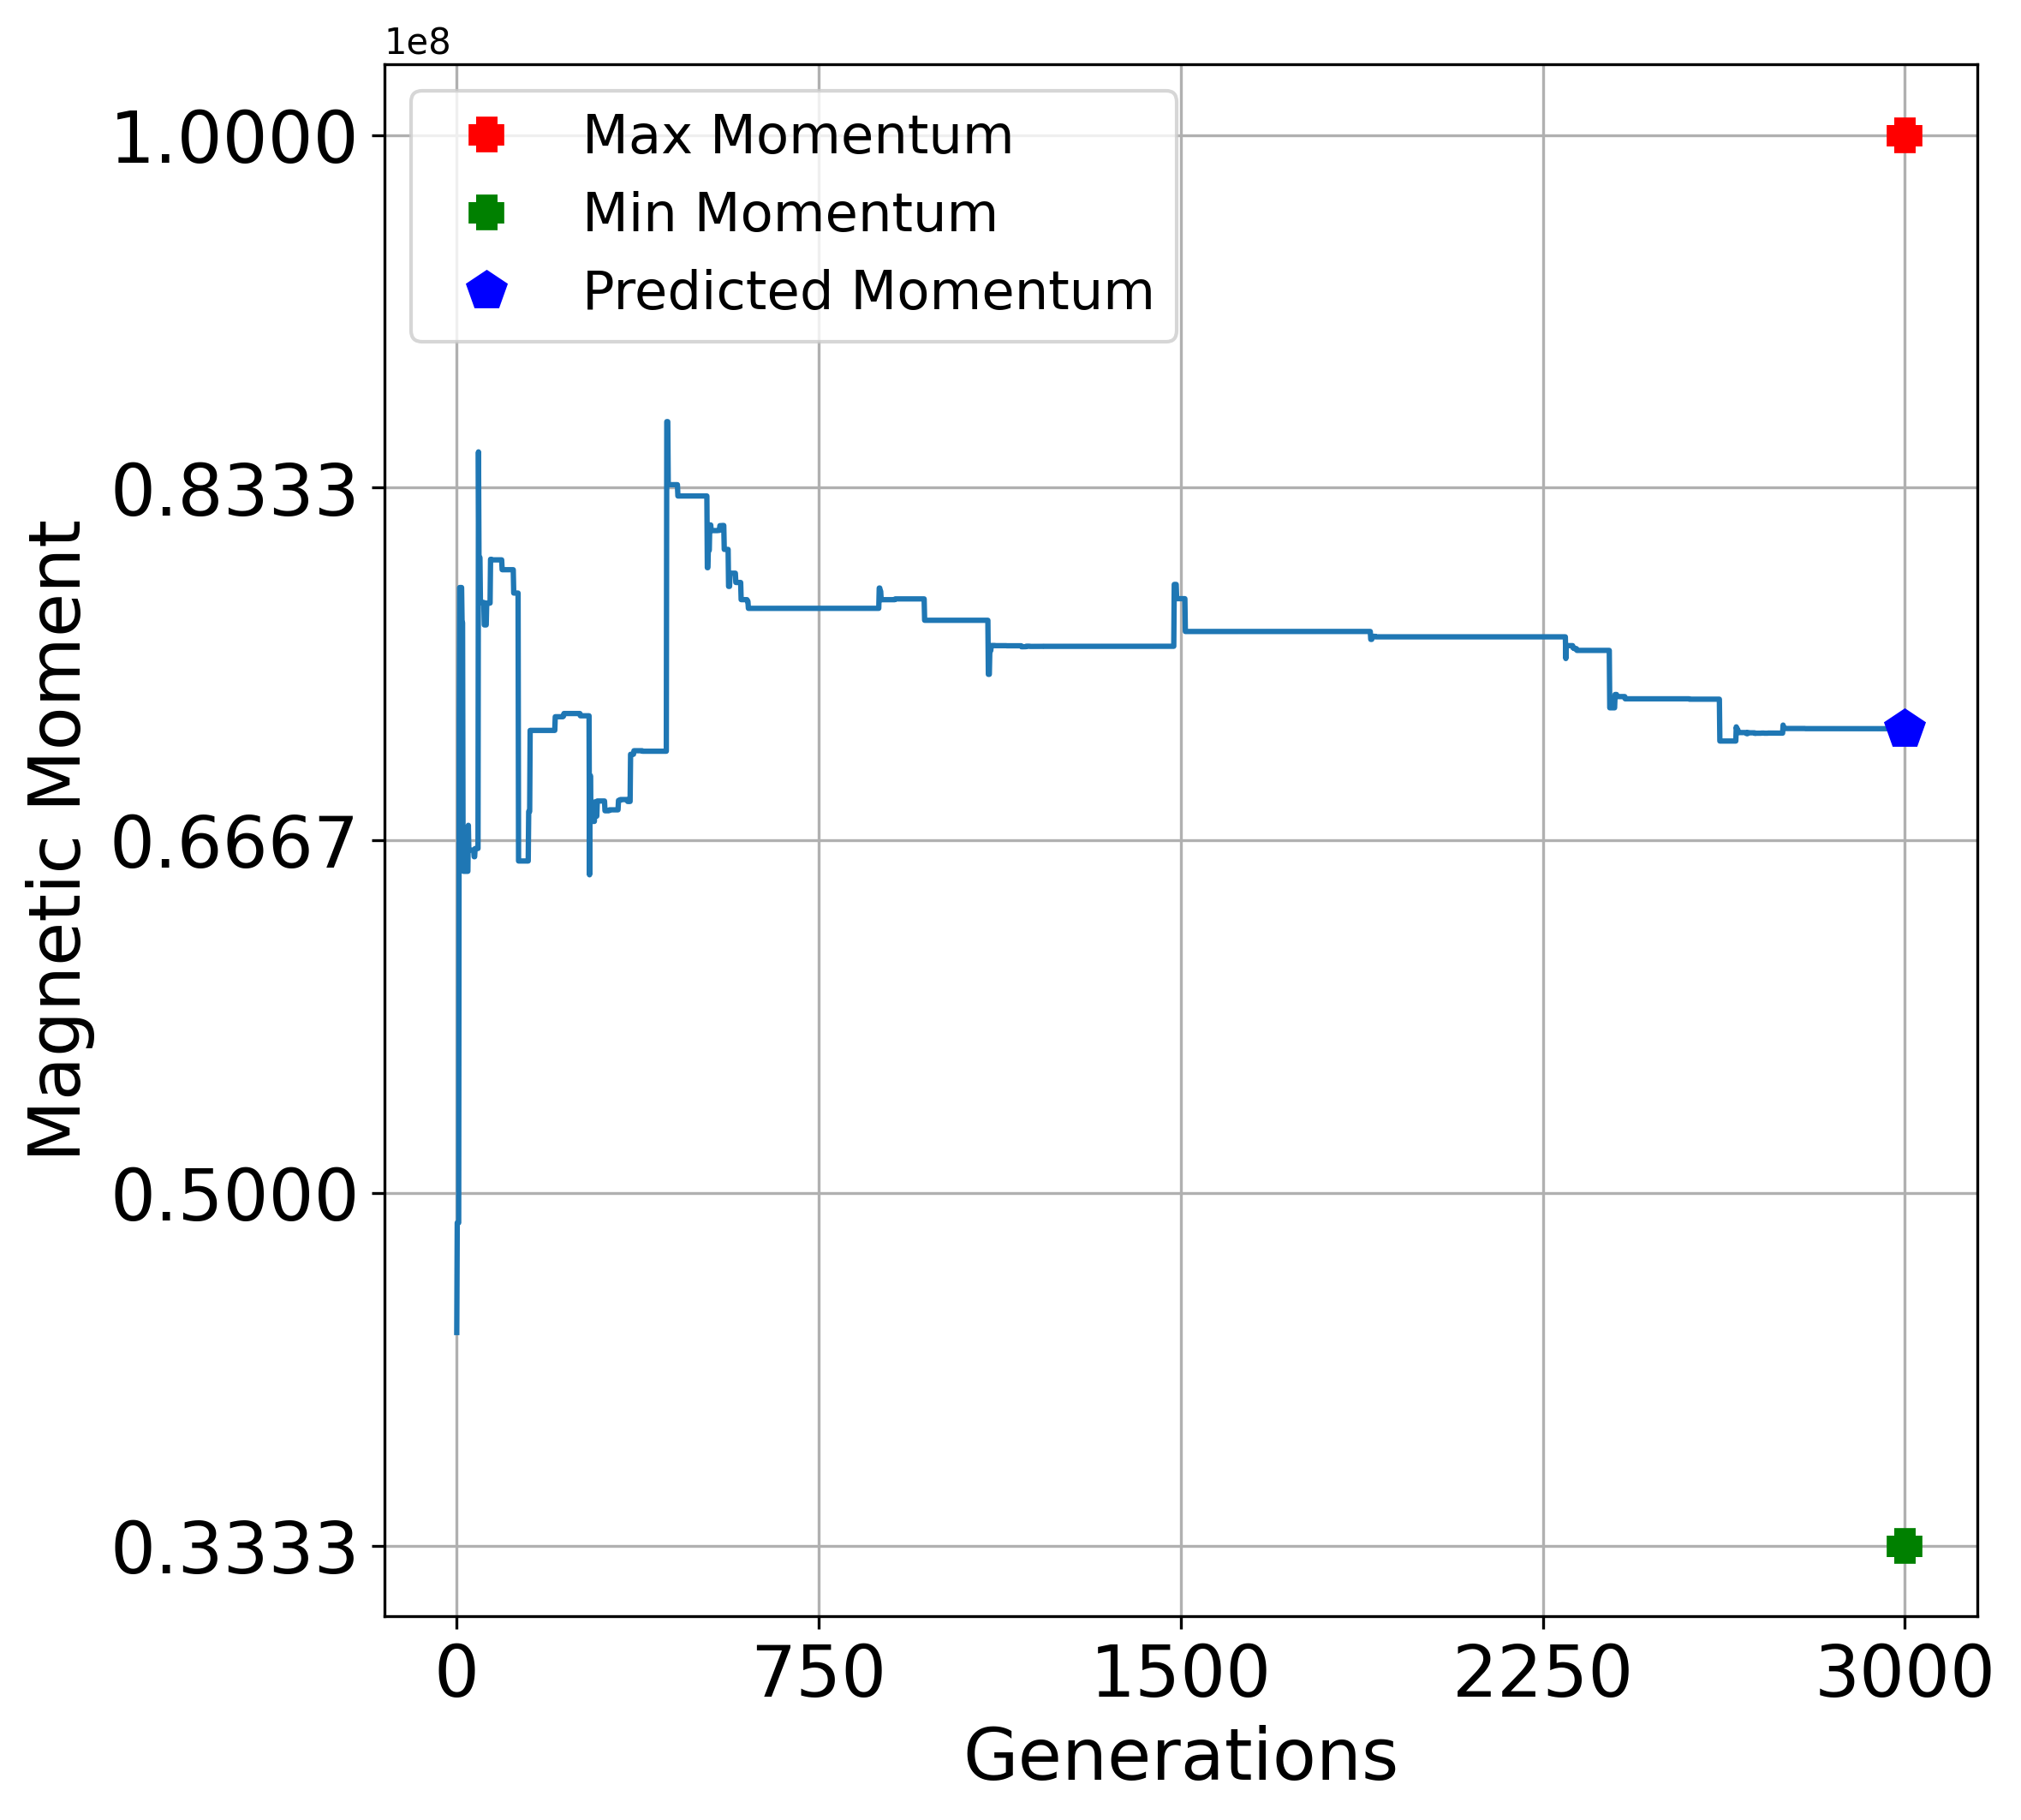 1e8
1.0000
0.8333
0.6667
0.5000
0.3333
Magnetic Moment
Max Momentum
Min Momentum
Predicted Momentum
0
750
1500
2250
3000
Generations